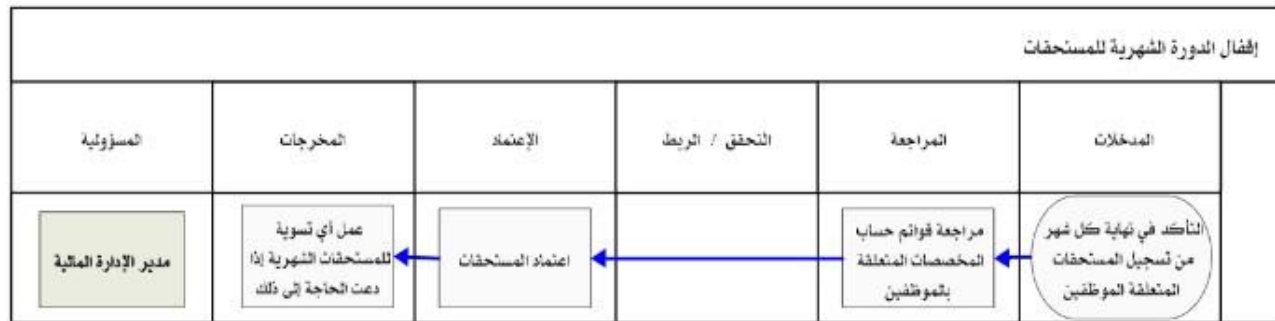 إقفال الدورة الشهرية للمستحقات
المدخلات
المراجعة
التحقق / الربط
الإعتماد
المخرجات
المسؤولية
التأكد في نهاية كل شهر
من تسجيل المستحقات
المتعلقة الموظفين
مراجعة قوائم حساب
المخصصات المتعلقة
بالموظفين
اعتماد المستحقات
عمل أي تسوية
للمستحقات الشهرية إذا
دعت الحاجة إلى ذلك
مدير الإدارة المالية